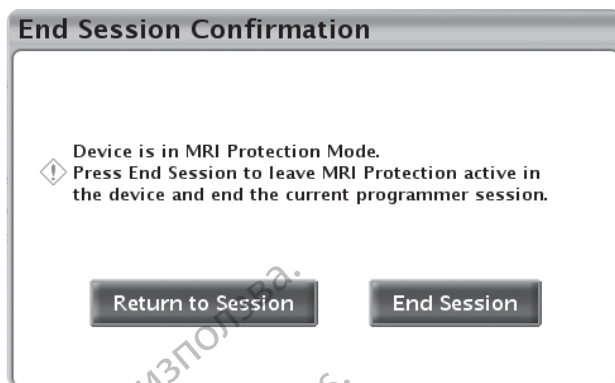 End Session Confirmation
Device is in MRI Protection Mode.
Press End Session to leave MRI Protection active in
the device and end the current programmer session.
Return to Session
End Session
използва.